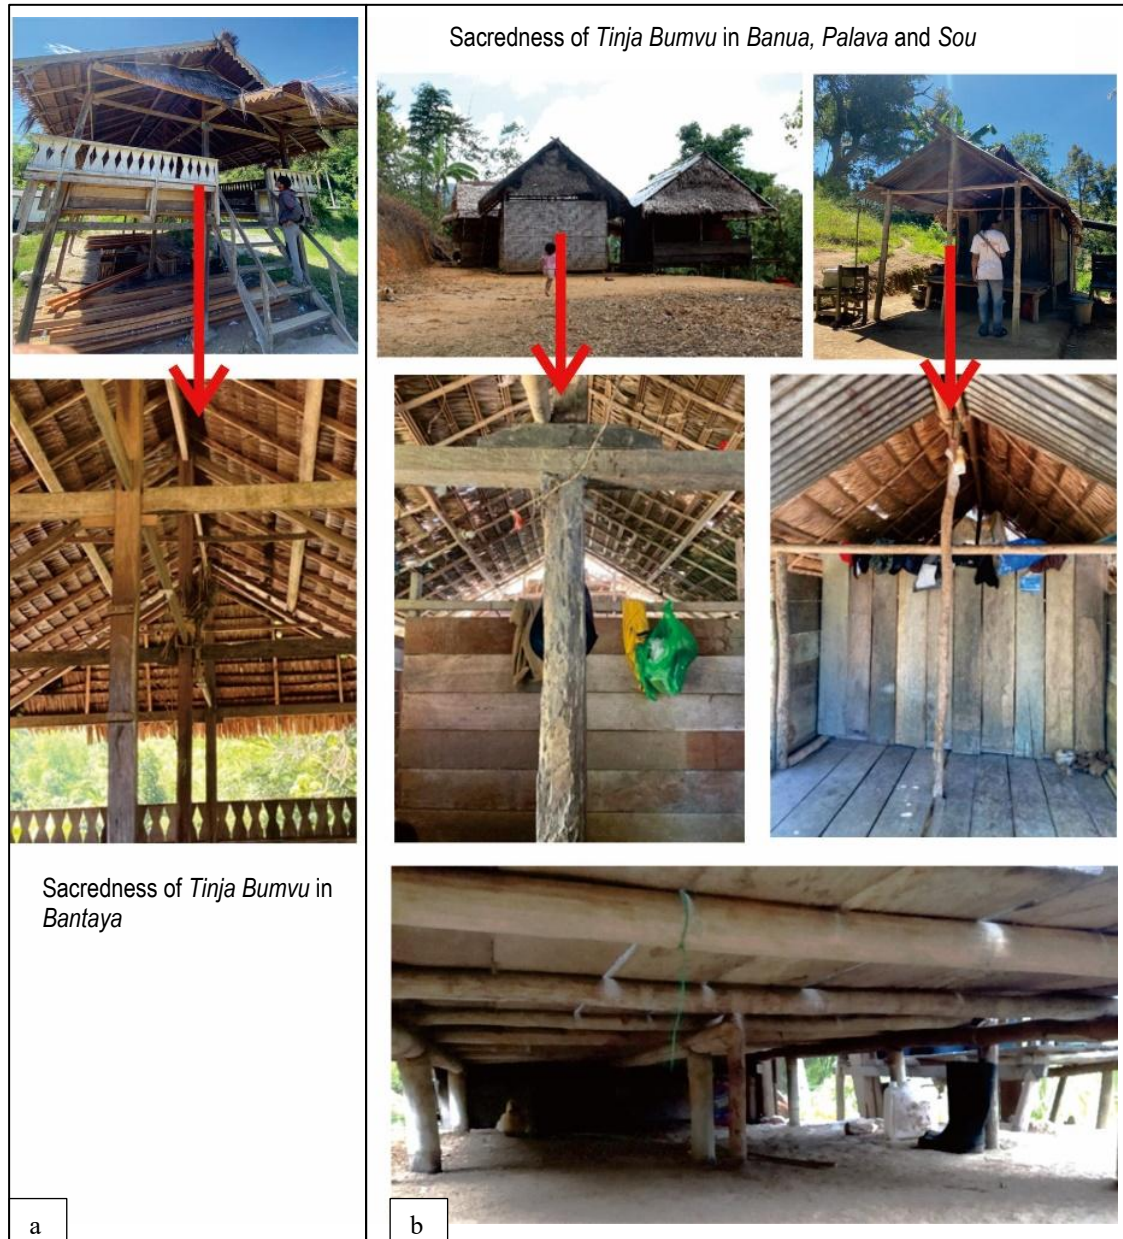 Sacredness of Tinja Bumvu in Banua, Palava and Sou
Sacredness of Tinja Bumvu in
Bantaya
a
b